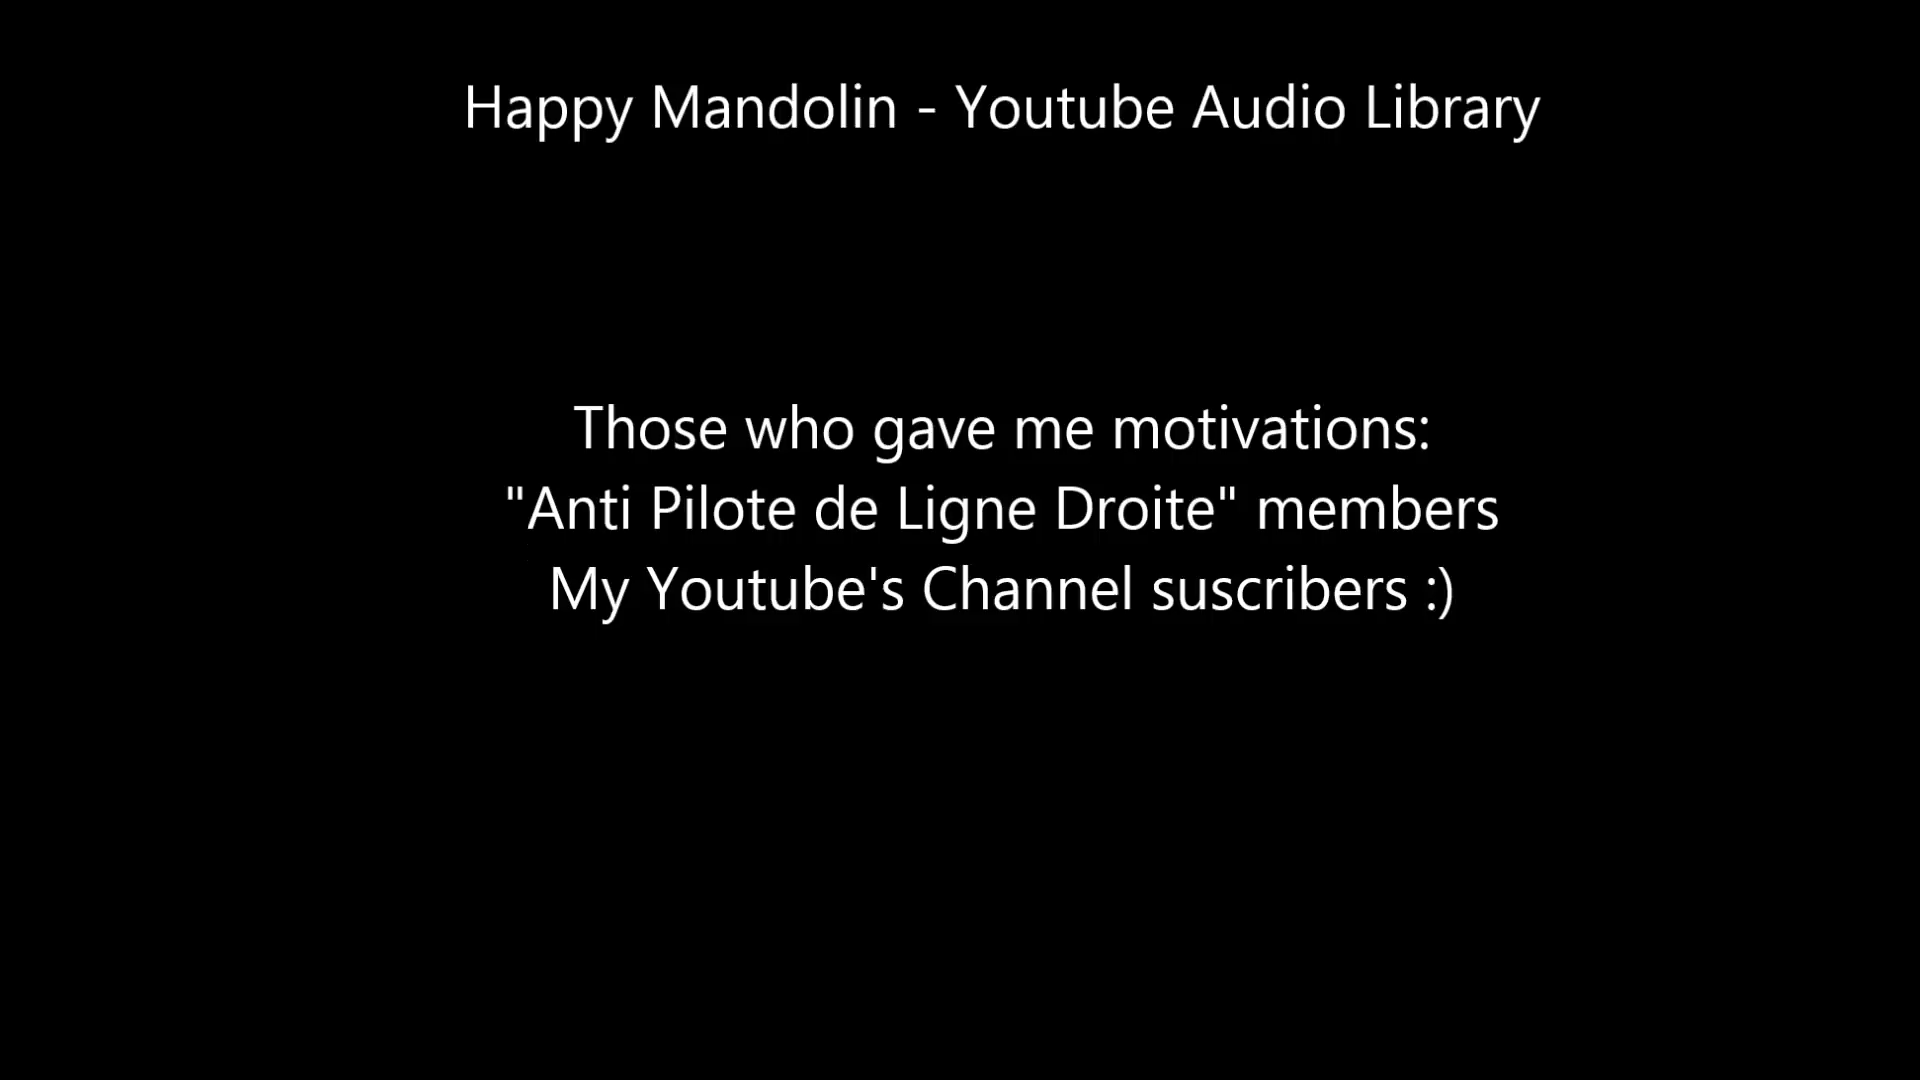 Happy Mandolin - Youtube Audio Library
Those who gave me motivations:
"Anti Pilote de Ligne Droite" members
My Youtube's Channel suscribers :)